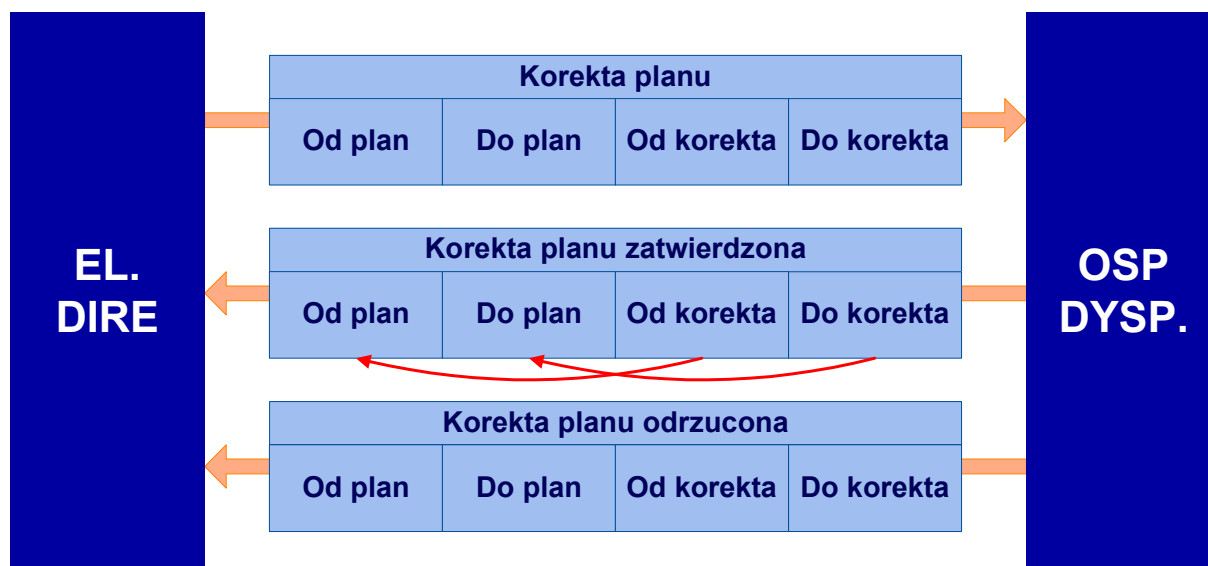 EL.
DIRE
Korekta planu
Od plan
Do plan
Od korekta
Do korekta
Korekta planu zatwierdzona
Od plan
Do plan
Od korekta
Do korekta
Korekta planu odrzucona
Od plan
Do plan
Od korekta
Do korekta
OSP
DYSP.